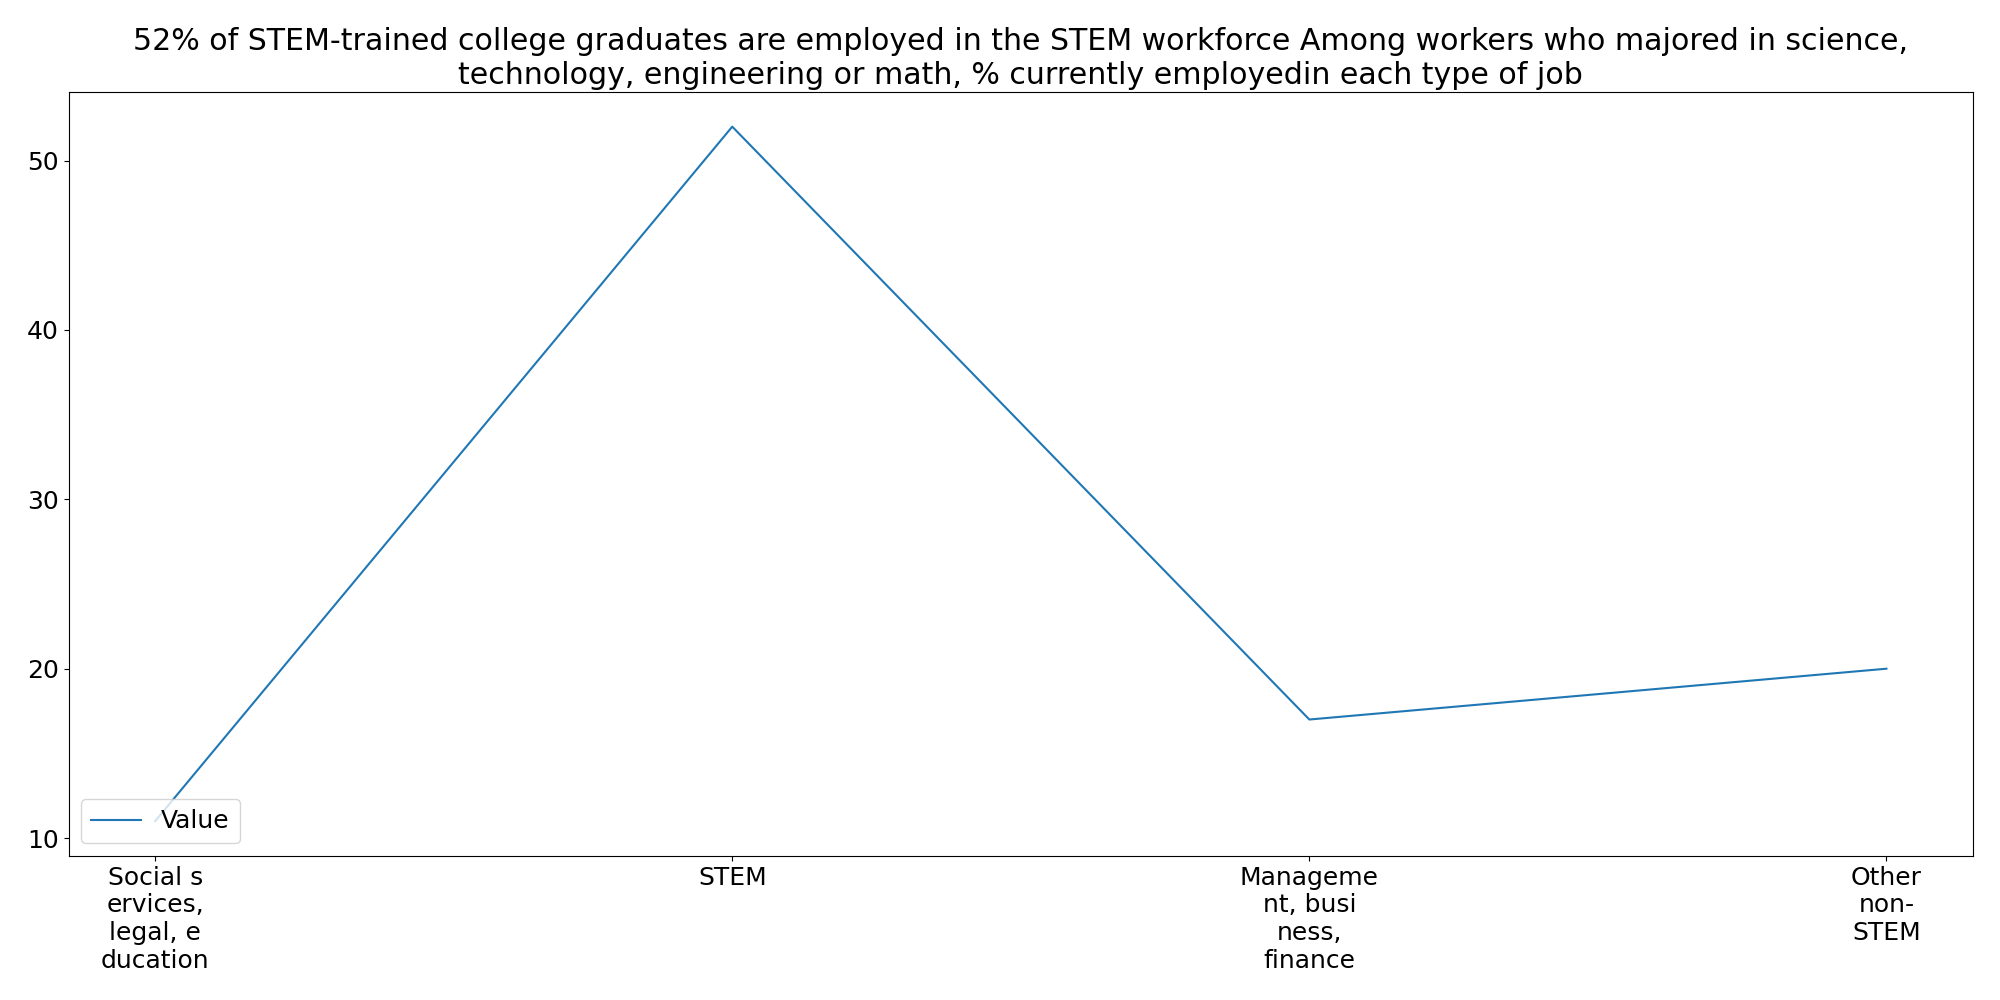 52% of STEM-trained college graduates are employed in the STEM workforce Among workers who majored in science,
technology, engineering or math, % currently employedin each type of job
50
40
30
20
10
Value
Social s
ervices,
legal, e
ducation
STEM
Manageme
nt, busi
ness,
finance
Other
non-
STEM